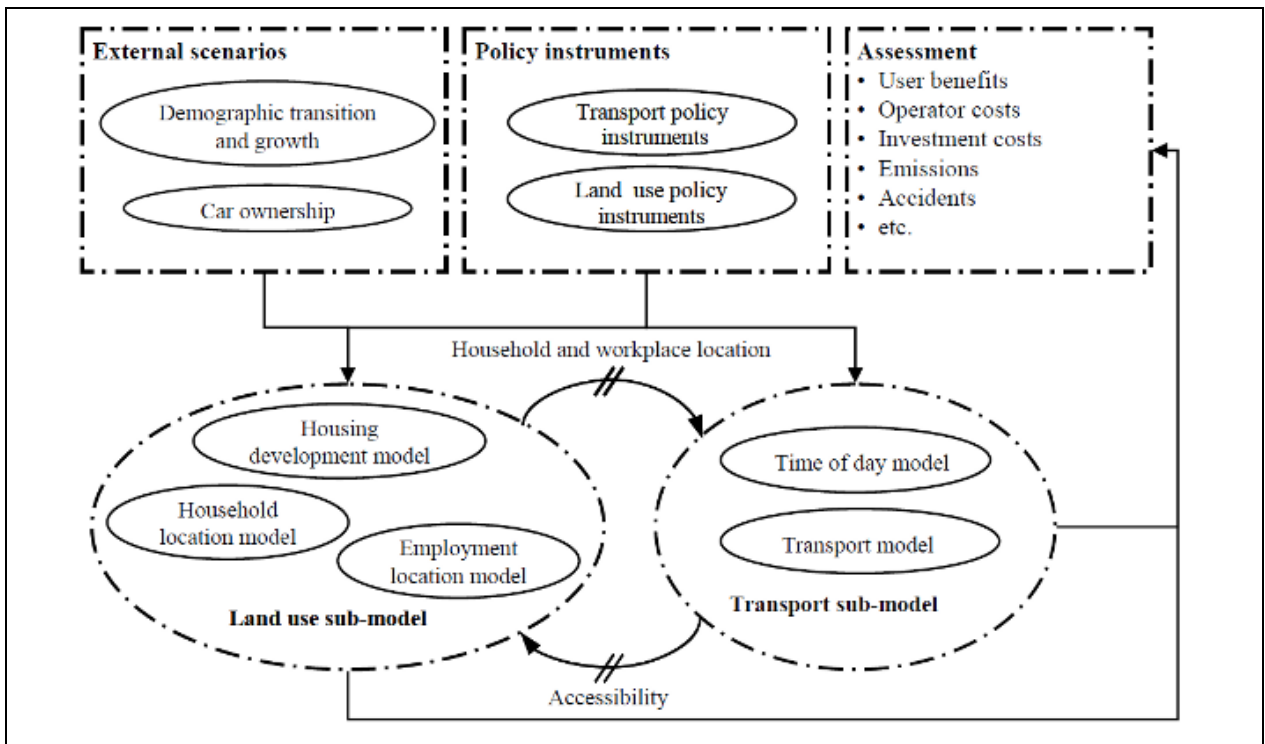 External scenarios
Demographic transition
and growth
Car ownership
Policy instruments
Transport policy
instruments
Land use policy
instruments
Assessment
• User benefits
• Operator costs
• Investment costs
• Emissions
• Accidents
• etc.
Household and workplace location
Housing
development model
Household
location model
Employment
location model
Land use sub-model
Time of day model
Transport model
Transport sub-model
Accessibility